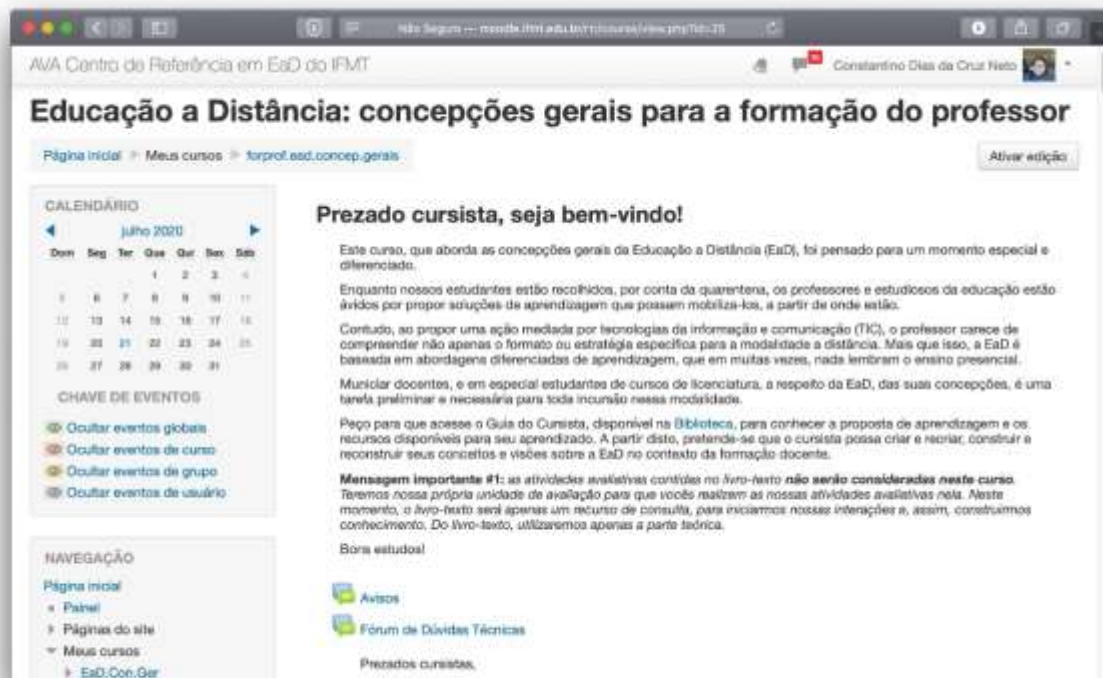 Não Seguro —
AVA Centro de Referência em EaD do IFMT
Constantino Dias da Cruz Neto
Educação a Distância: concepções gerais para a formação do professor
Página inicial Meus cursos forprof.ead.concep.gerais
Ativar edição
CALENDÁRIO
julho 2020
Dom Seg Ter Qua Qui Sex Sáb
1 2 3 4
5 6 7 8 9 10 11
12 13 14 15 16 17 18
19 20 21 22 23 24 25
26 27 28 29 30 31
CHAVE DE EVENTOS
Ocultar eventos globais
Ocultar eventos de curso
Ocultar eventos de grupo
Ocultar eventos de usuário
NAVEGAÇÃO
Página inicial
Painel
Páginas do site
Meus cursos
EaD.Con.Ger
Prezado cursista, seja bem-vindo!
Este curso, que aborda as concepções gerais da Educação a Distância (EaD), foi pensado para um momento especial e
diferenciado.
Enquanto nossos estudantes estão recolhidos, por conta da quarentena, os professores e estudiosos da educação estão
ávidos por propor soluções de aprendizagem que possam mobiliza-los, a partir de onde estão.
Contudo, ao propor uma ação mediada por tecnologias da informação e comunicação (TIC), o professor carece de
compreender não apenas o formato ou estratégia específica para a modalidade a distância. Mais que isso, a EaD é
baseada em abordagens diferenciadas de aprendizagem, que em muitas vezes, nada lembram o ensino presencial.
Municiar docentes, e em especial estudantes de cursos de licenciatura, a respeito da EaD, das suas concepções, é uma
tarefa preliminar e necessária para toda incursão nessa modalidade.
Peço para que acesse o Guia do Cursista, disponível na Biblioteca, para conhecer a proposta de aprendizagem e os
recursos disponíveis para seu aprendizado. A partir disto, pretende-se que o cursista possa criar e recriar, construir e
reconstruir seus conceitos e visões sobre a EaD no contexto da formação docente.
Mensagem importante #1: as atividades avaliativas contidas no livro-texto não serão consideradas neste curso.
Teremos nossa própria unidade de avaliação para que vocês realizem as nossas atividades avaliativas nela. Neste
momento, o livro-texto será apenas um recurso de consulta, para iniciarmos nossas interações e, assim, construirmos
conhecimento. Do livro-texto, utilizaremos apenas a parte teórica.
Bons estudos!
Avisos
Fórum de Dúvidas Técnicas
Prezados cursistas,